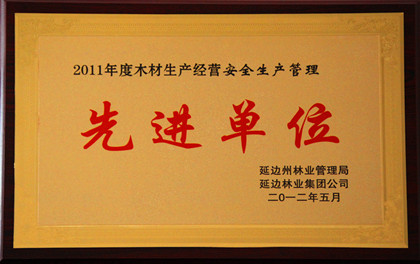 2011年度木材生产经营安全生产管理
先进单位
延边州林业管理局
延边林业集团公司
二〇一二年五月